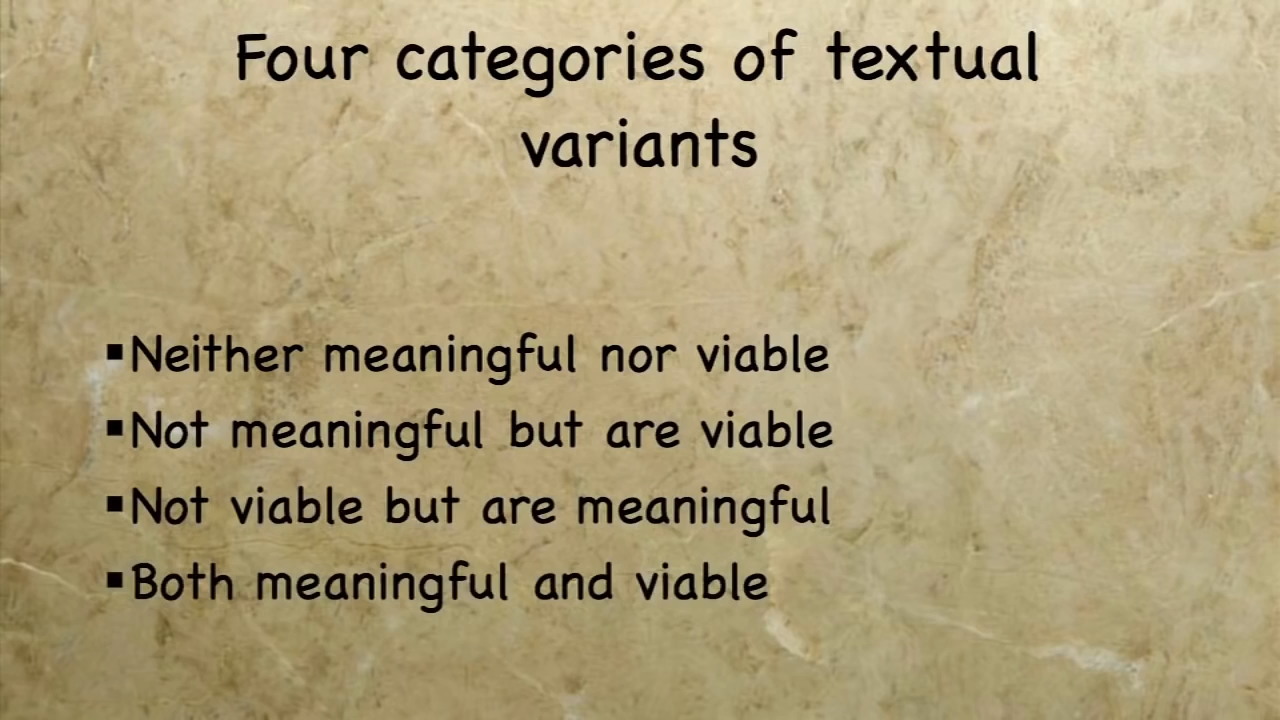 Four categories of textual
variants
▪Neither meaningful nor viable
▪Not meaningful but are viable
▪Not viable but are meaningful
▪Both meaningful and viable